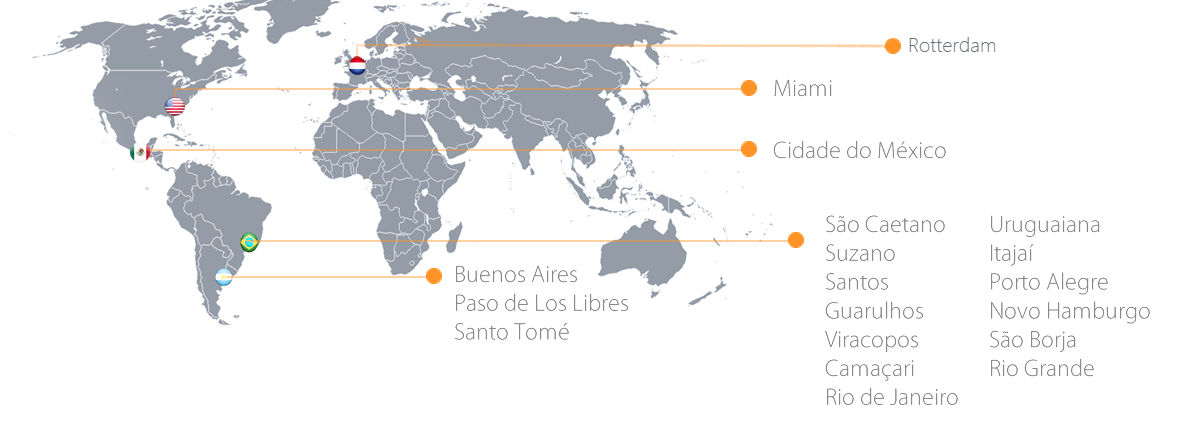 Rotterdam
Miami
Cidade do México
São Caetano
Suzano
Santos
Guarulhos
Viracopos
Camaçari
Rio de Janeiro
Uruguaiana
Itajaí
Porto Alegre
Novo Hamburgo
São Borja
Rio Grande
Buenos Aires
Paso de Los Libres
Santo Tomé